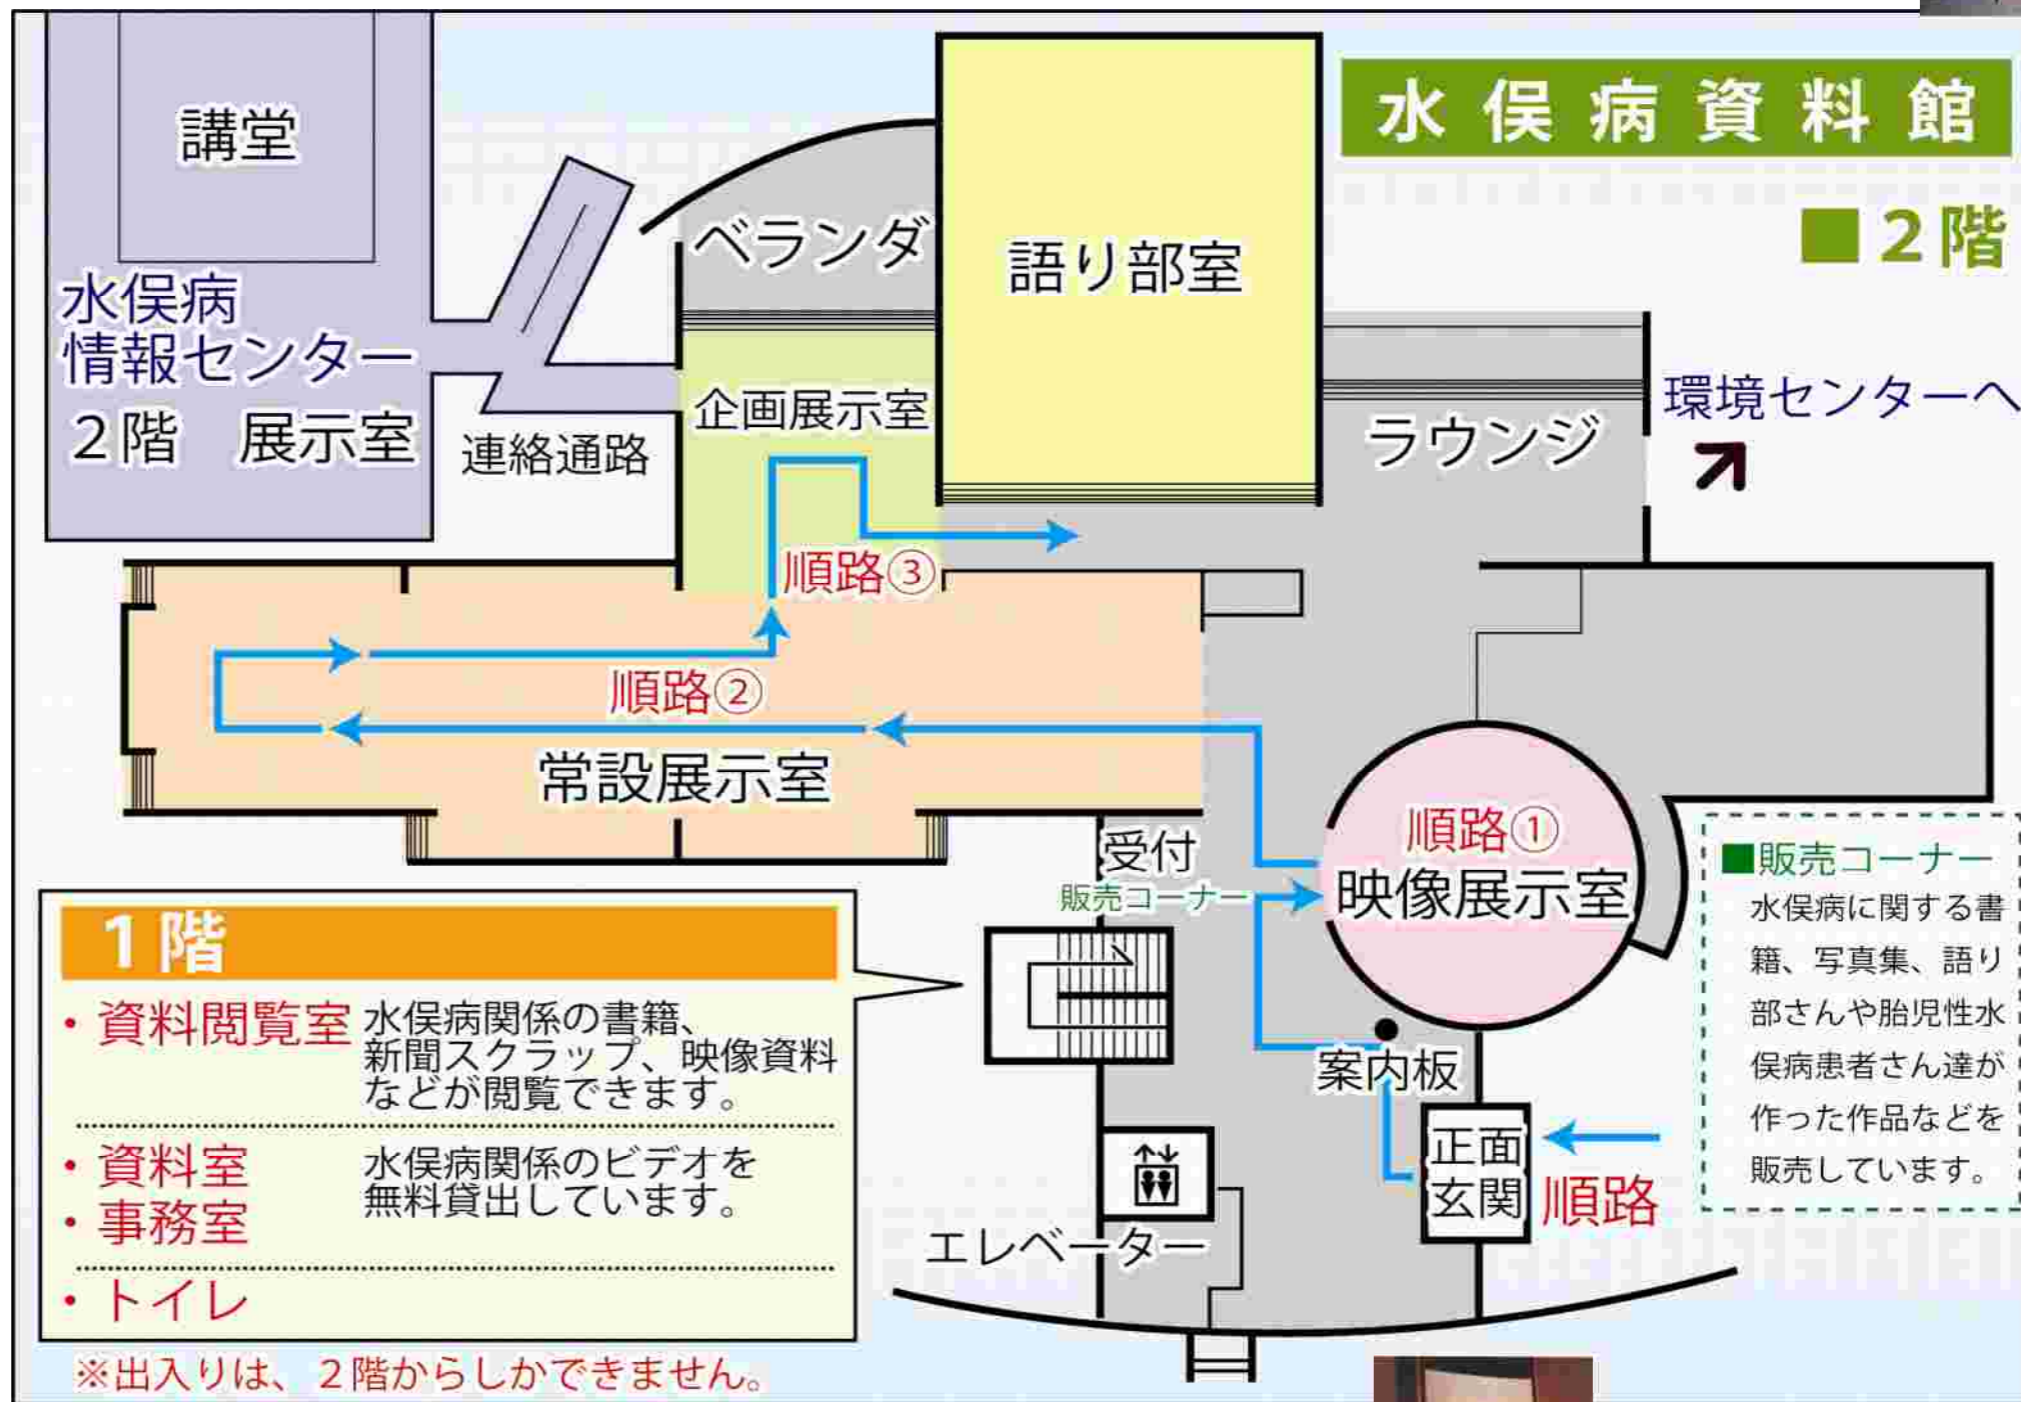 水俣病資料館
■２階
講堂
水俣病
情報センター
２階　展示室
連絡通路
ベランダ
語り部室
企画展示室
ラウンジ
環境センターへ
順路③
順路②
常設展示室
順路①
映像展示室
受付
販売コーナー
案内板
正面
玄関
順路
エレベーター
■販売コーナー
水俣病に関する書
籍、写真集、語り
部さんや胎児性水
俣病患者さん達が
作った作品などを
販売しています。
１階
・資料閲覧室
水俣病関係の書籍、
新聞スクラップ、映像資料
などが閲覧できます。
・資料室
・事務室
水俣病関係のビデオを
無料貸出しています。
・トイレ
※出入りは、２階からしかできません。